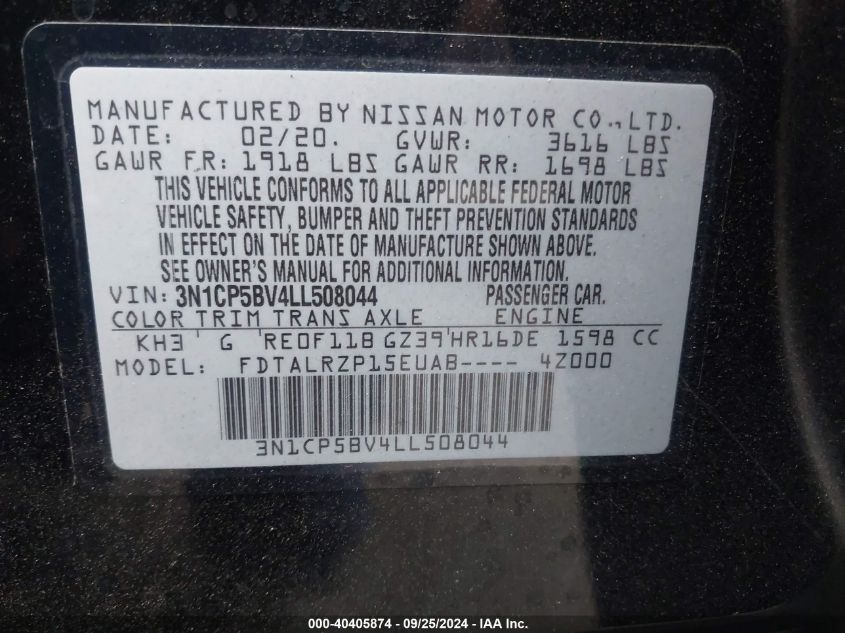 MANUFACTURED BY NISSAN MOTOR CO.,LTD.
DATE: 02/20. GVWR: 3616 LBS
GAWR FR: 1918 LBS GAWR RR: 1698 LBS
THIS VEHICLE CONFORMS TO ALL APPLICABLE FEDERAL MOTOR
VEHICLE SAFETY, BUMPER AND THEFT PREVENTION STANDARDS
IN EFFECT ON THE DATE OF MANUFACTURE SHOWN ABOVE.
SEE OWNER'S MANUAL FOR ADDITIONAL INFORMATION.
VIN: 3N1CP5BV4LL508044 PASSENGER CAR.
COLOR TRIM TRANS AXLE ENGINE
KH3 ' G 'RE0F11B GZ39'HR16DE 1598 CC
MODEL: FDTALRZP15EUAB---- 42000
3N1CP5BV4LL508044
000-40405874 - 09/25/2024 - IAAI Inc.